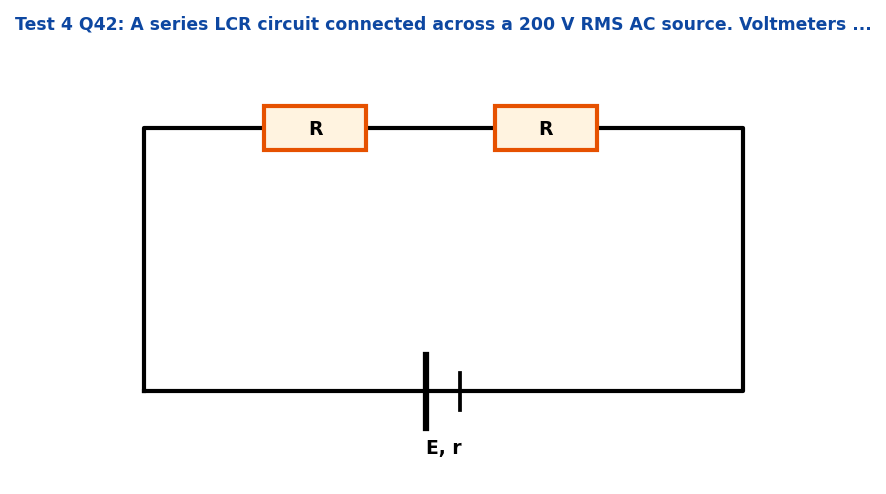 Test 4 Q42: A series LCR circuit connected across a 200 V RMS AC source. Voltmeters ...
R R
E, r